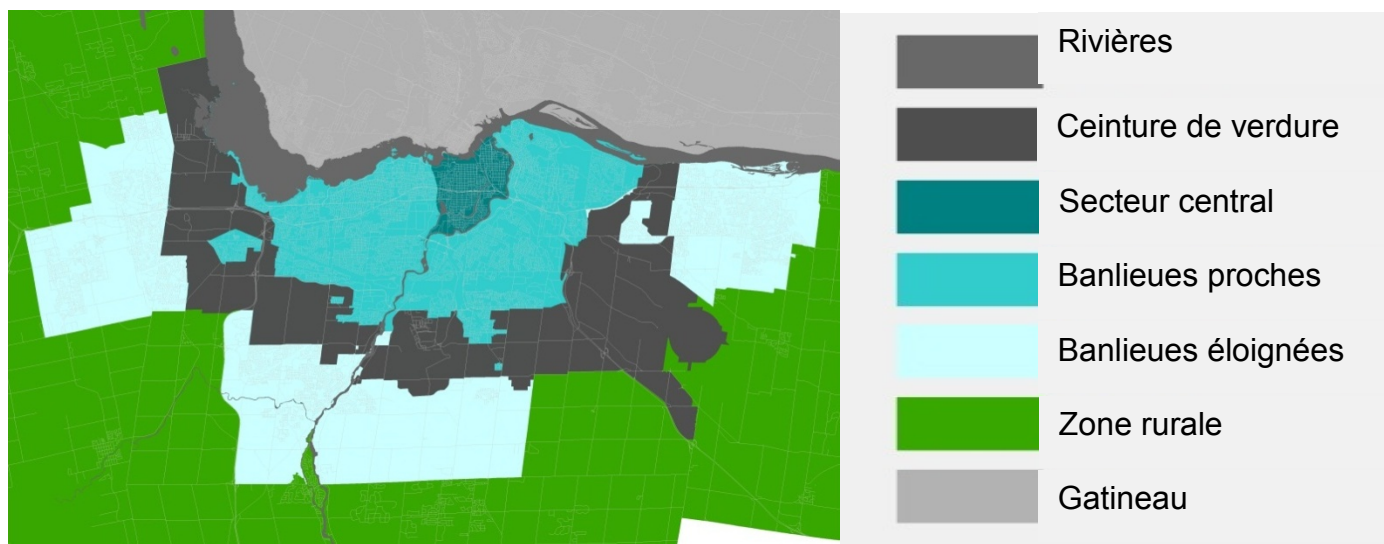 Rivières
Ceinture de verdure
Secteur central
Banlieues proches
Banlieues éloignées
Zone rurale
Gatineau